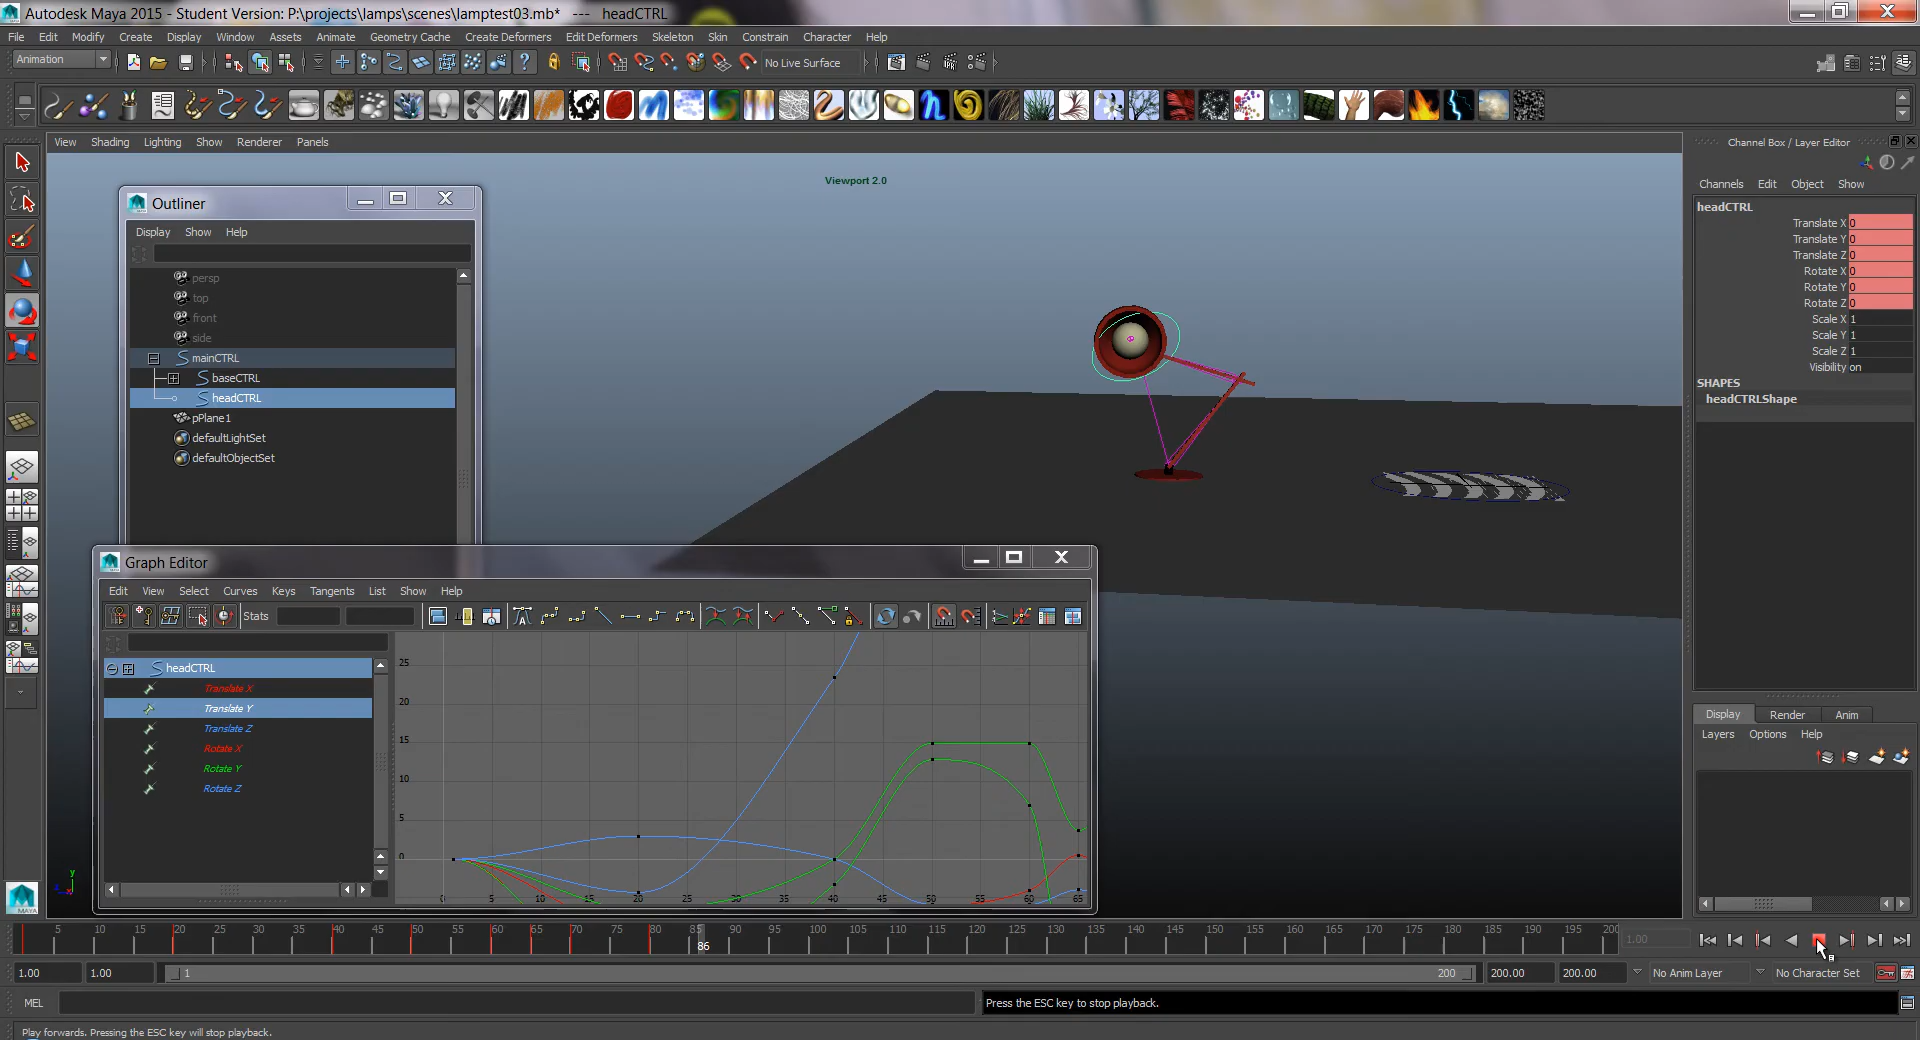 Autodesk Maya 2015 - Student Version: P:\projects\lamps\scenes\lamptest03.mb*   ---   headCTRL
File Edit Modify Create Display Window Assets Animate Geometry Cache Create Deformers Edit Deformers Skeleton Skin Constrain Character Help
Animation No Live Surface
View Shading Lighting Show Renderer Panels
Channel Box / Layer Editor
Viewport 2.0
Channels Edit Object Show
Outliner
headCTRL
Display Show Help
Translate X 0
Translate Y 0
Translate Z 0
Rotate X 0
Rotate Y 0
Rotate Z 0
Scale X 1
Scale Y 1
Scale Z 1
Visibility on
SHAPES
headCTRLShape
persp
top
front
side
mainCTRL
baseCTRL
headCTRL
pPlane1
defaultLightSet
defaultObjectSet
Graph Editor
Edit View Select Curves Keys Tangents List Show Help
Stats
headCTRL
Translate X
Translate Y
Translate Z
Rotate X
Rotate Y
Rotate Z
25
20
15
10
5
0
0 5 10 15 20 25 30 35 40 45 50 55 60 65
Display Render Anim
Layers Options Help
y
MAYA
5 10 15 20 25 30 35 40 45 50 55 60 65 70 75 80 85 90 95 100 105 110 115 120 125 130 135 140 145 150 155 160 165 170 175 180 185 190 195 200
86
1.00
1.00 1.00 1 200 200.00 200.00 No Anim Layer No Character Set
MEL Press the ESC key to stop playback.
Play forwards. Pressing the ESC key will stop playback.